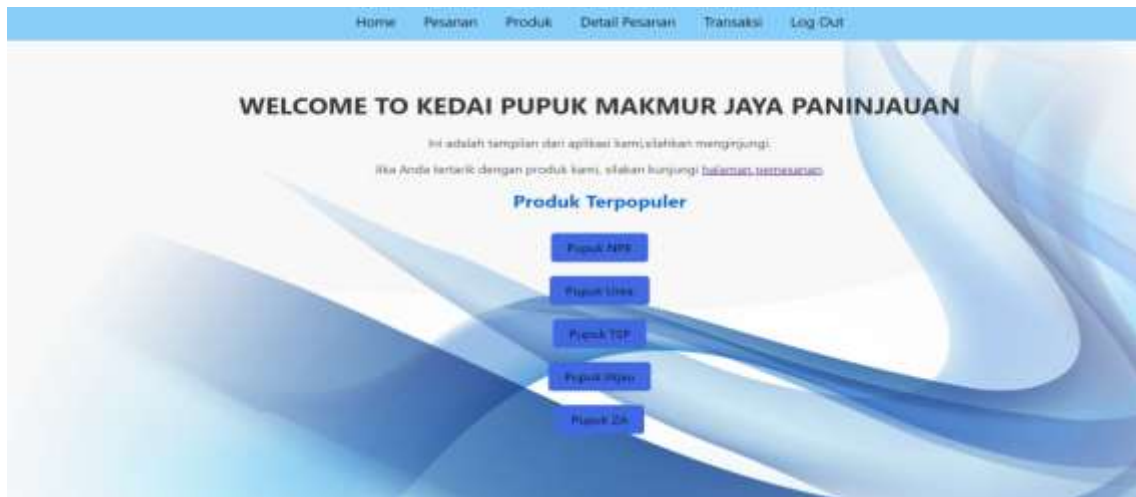 Home Pesanan Produk Detail Pesanan Transaksi Log Out
WELCOME TO KEDAI PUPUK MAKMUR JAYA PANINJAUAN
Ini adalah tampilan dari aplikasi kami,silahkan menginjungi.
Jika Anda tertarik dengan produk kami, silakan kunjungi halaman pemesanan.
Produk Terpopuler
Pupuk NPK
Pupuk Urea
Pupuk TSP
Pupuk Hijau
Pupuk ZA